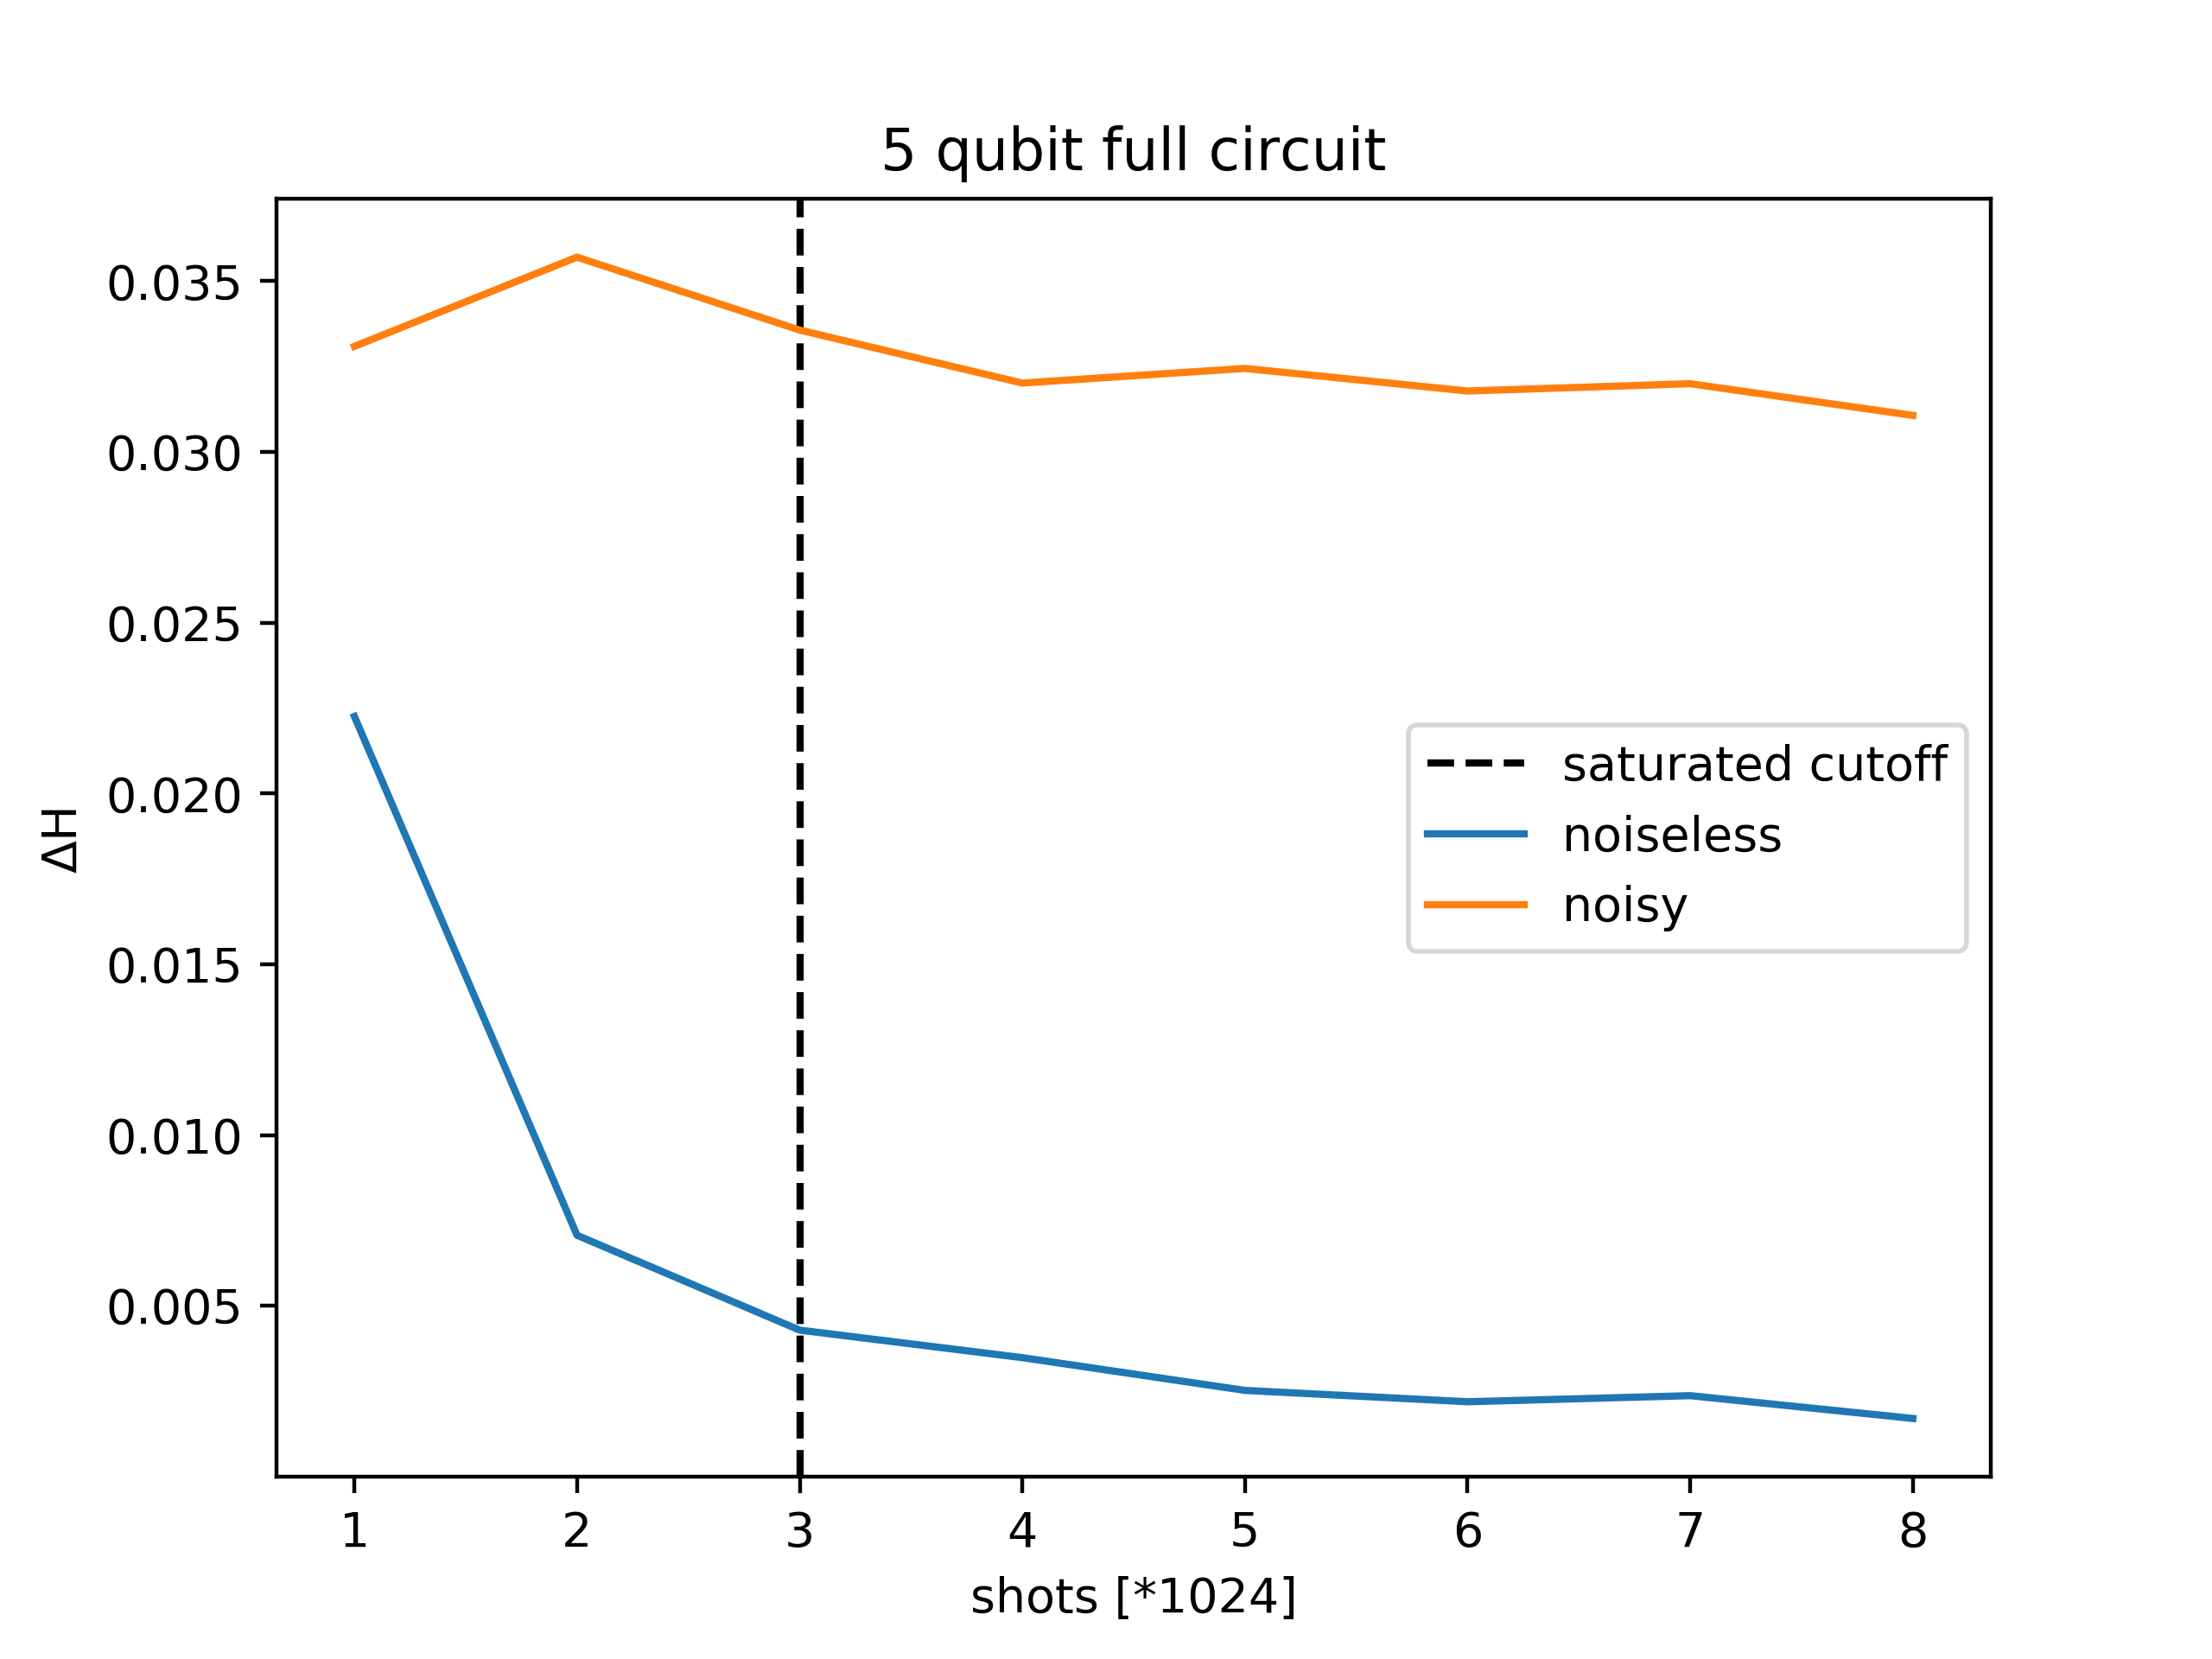 5 qubit full circuit
0.035
0.030
0.025
0.020
0.015
0.010
0.005
ΔH
saturated cutoff
noiseless
noisy
1 2 3 4 5 6 7 8
shots [*1024]